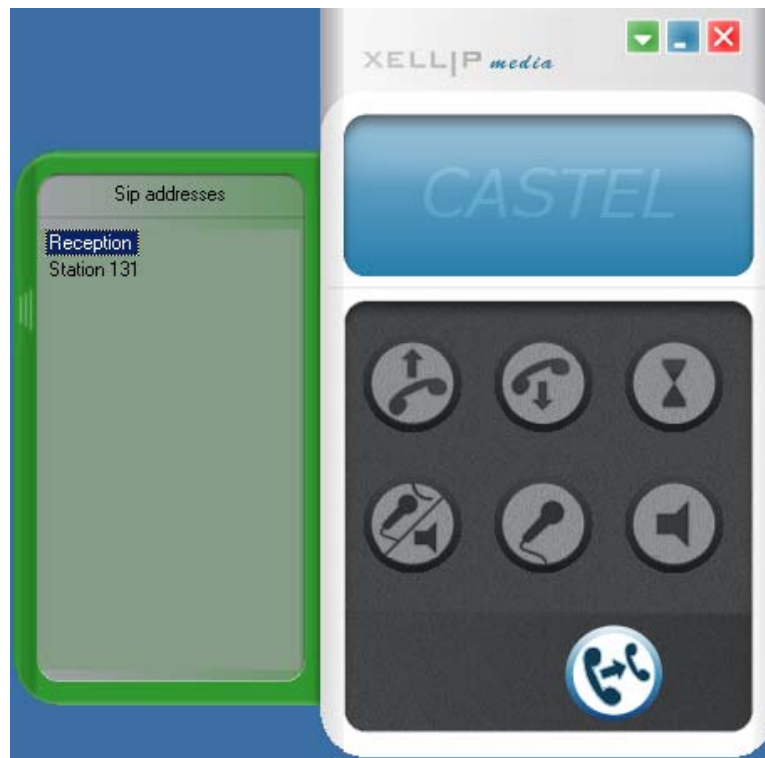 XELLIP media
CASTEL
Sip addresses
Reception
Station 131